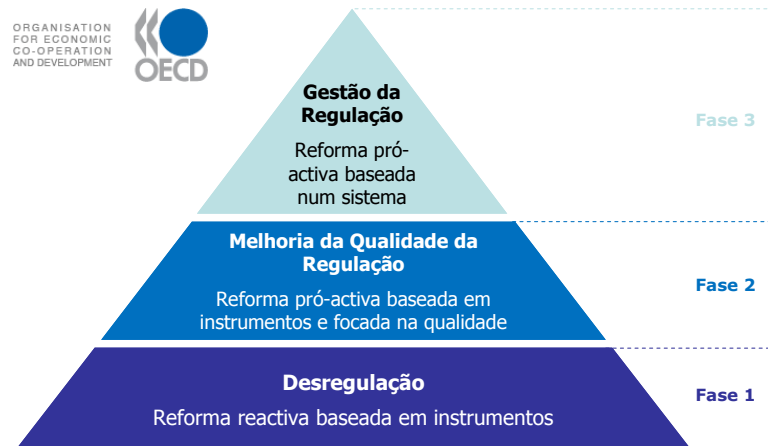 ORGANISATION
FOR ECONOMIC
CO-OPERATION
AND DEVELOPMENT
OECD
Gestão da
Regulação
Reforma pró-
activa baseada
num sistema
Fase 3
Melhoria da Qualidade da
Regulação
Reforma pró-activa baseada em
instrumentos e focada na qualidade
Fase 2
Desregulação
Reforma reactiva baseada em instrumentos
Fase 1